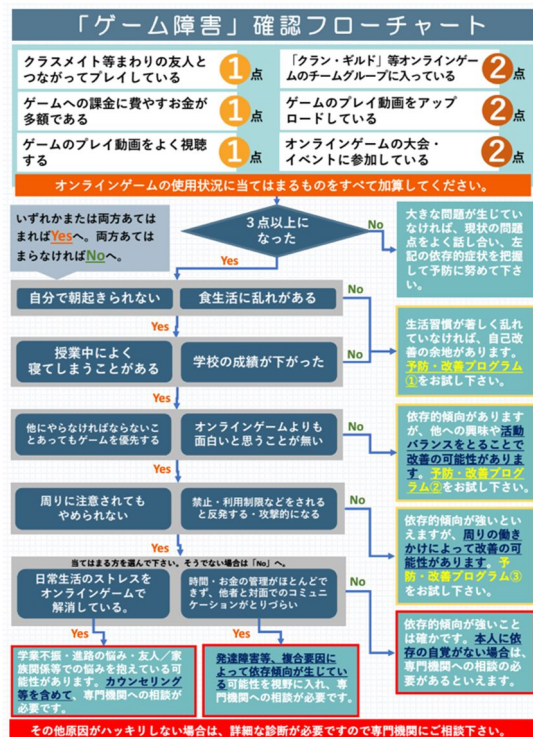 「ゲーム障害」確認フローチャート
クラスメイト等まわりの友人と
つながってプレイしている
1点
「クラン・ギルド」等オンラインゲー
ムのチームグループに入っている
2点
ゲームへの課金に費やすお金が
多額である
1点
ゲームのプレイ動画をアップ
ロードしている
2点
ゲームのプレイ動画をよく視聴
する
1点
オンラインゲームの大会・
イベントに参加している
2点
オンラインゲームの使用状況に当てはまるものをすべて加算してください。
いずれかまたは両方あては
まればYesへ。両方あては
まらなければNoへ。
3点以上に
なった
No
Yes
大きな問題が生じてい
なければ、現状の問題
点をよく話し合い、左
記の依存的症状を把握
して予防に努めて下さ
い。
自分で朝起きられない
食生活に乱れがある
No
Yes
生活習慣が著しく乱れ
ていなければ、自己改
善の余地があります。
予防・改善プログラム
①をお試し下さい。
授業中によく
寝てしまうことがある
学校の成績が下がった
No
Yes
他にやらなければならないこ
とあってもゲームを優先する
オンラインゲームよりも
面白いと思うことが無い
No
Yes
依存的傾向があります
が、他への興味や活動
バランスをとることで
改善の可能性がありま
す。予防・改善プログ
ラム②をお試し下さい。
周りに注意されても
やめられない
禁止・利用制限などをされる
と反発する・攻撃的になる
No
Yes
依存的傾向が強いとい
えますが、周りの働き
かけによって改善の可
能性があります。予
防・改善プログラム③
をお試し下さい。
当てはまる方を選んで下さい。そうでない場合は「No」へ。
日常生活のストレスを
オンラインゲームで
解消している。
時間・お金の管理がほとんどで
きず、他者と対面でのコミュニ
ケーションがとりづらい
No
Yes
Yes
依存的傾向が強いこと
は確かです。本人に依
存の自覚がない場合は、
専門機関への相談の必
要があるといえます。
学業不振・進路の悩み・友人／家
族関係等での悩みを抱えている可
能性があります。カウンセリング
等を含めて、専門機関への相談が
必要です。
発達障害等、複合要因に
よって依存傾向が生じている
可能性を視野に入れ、専
門機関への相談が必要です。
その他原因がハッキリしない場合は、詳細な診断が必要ですので専門機関にご相談下さい。